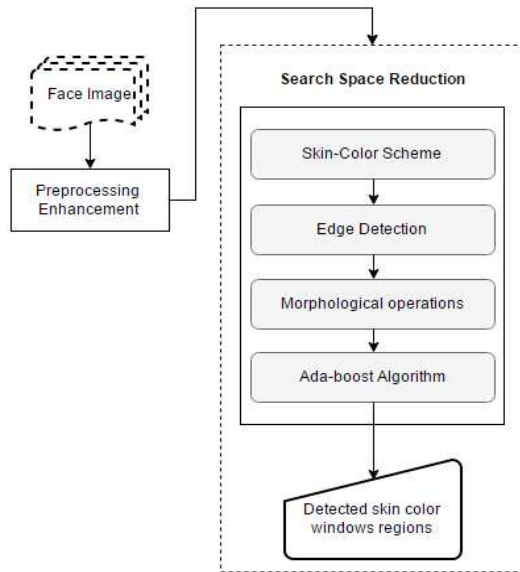 Face Image
Preprocessing
Enhancement
Search Space Reduction
Skin-Color Scheme
Edge Detection
Morphological operations
Ada-boost Algorithm
Detected skin color
windows regions